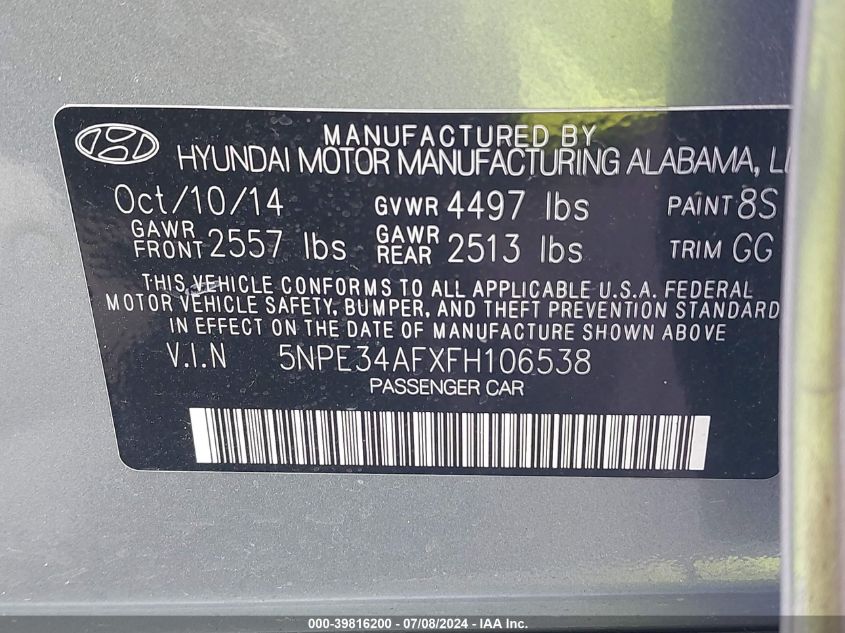 MANUFACTURED BY
HYUNDAI MOTOR MANUFACTURING ALABAMA,
Oct/10/14 GVWR 4497 lbs PAINT 8S
GAWR FRONT 2557 lbs GAWR REAR 2513 lbs TRIM GG
THIS VEHICLE CONFORMS TO ALL APPLICABLE U.S.A. FEDERAL
MOTOR VEHICLE SAFETY, BUMPER, AND THEFT PREVENTION STANDARD
IN EFFECT ON THE DATE OF MANUFACTURE SHOWN ABOVE
V.I.N 5NPE34AFXFH106538
PASSENGER CAR
000-39816200 - 07/08/2024 - IAA Inc.